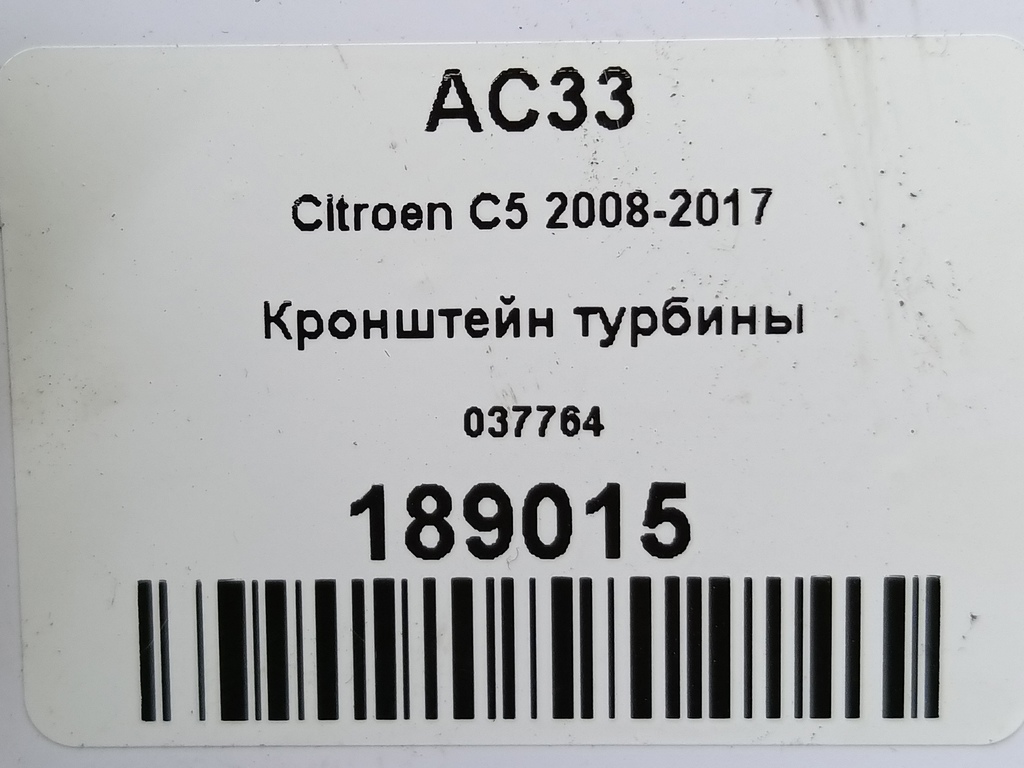 AC33
Citroen C5 2008-2017
Кронштейн турбины
037764
189015